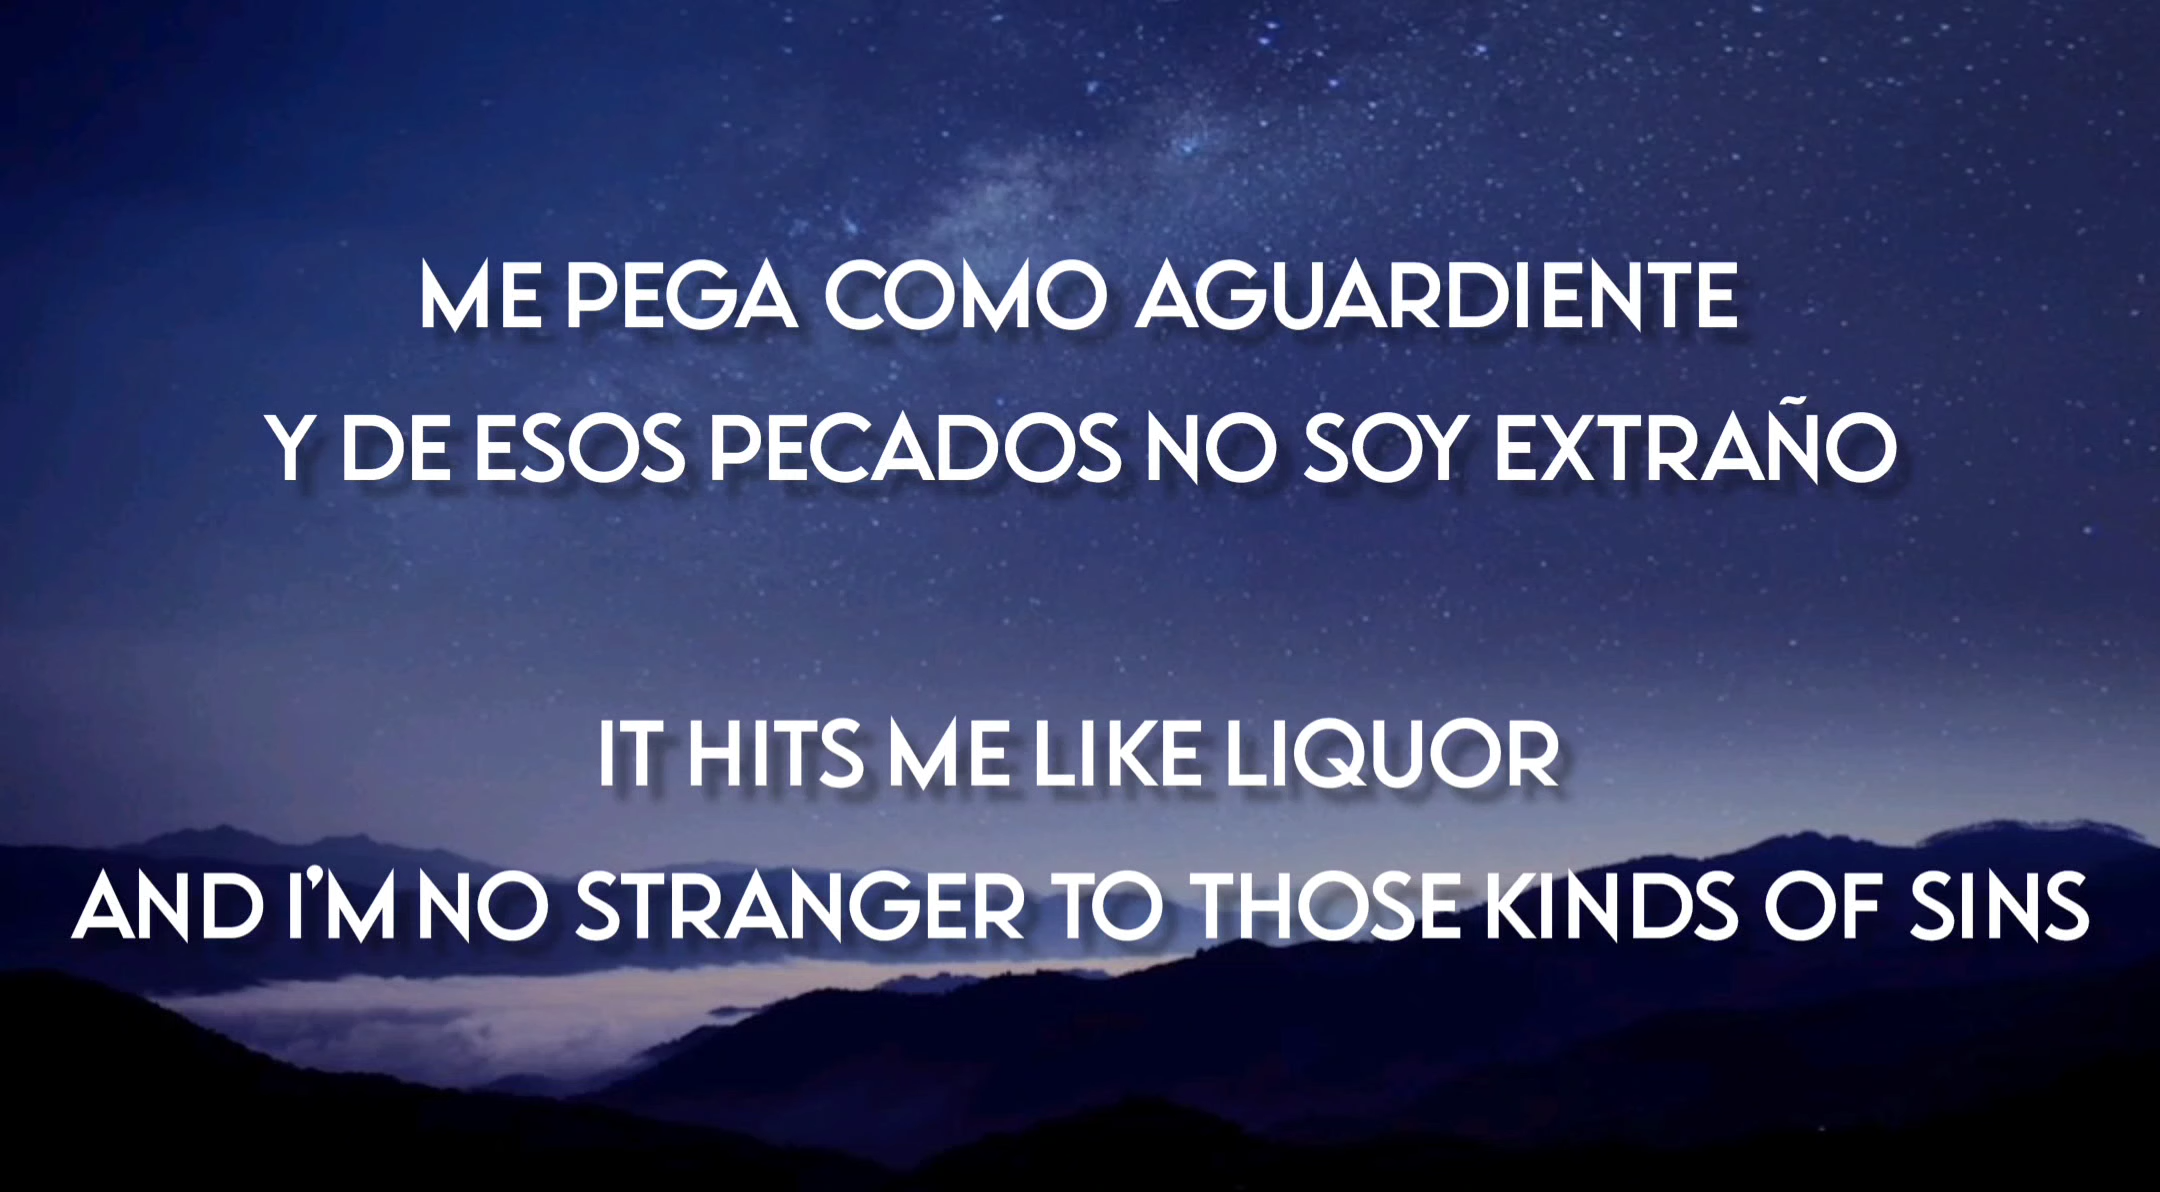 ME PEGA COMO AGUARDIENTE
Y DE ESOS PECADOS NO SOY EXTRAÑO
IT HITS ME LIKE LIQUOR
AND I'M NO STRANGER TO THOSE KINDS OF SINS